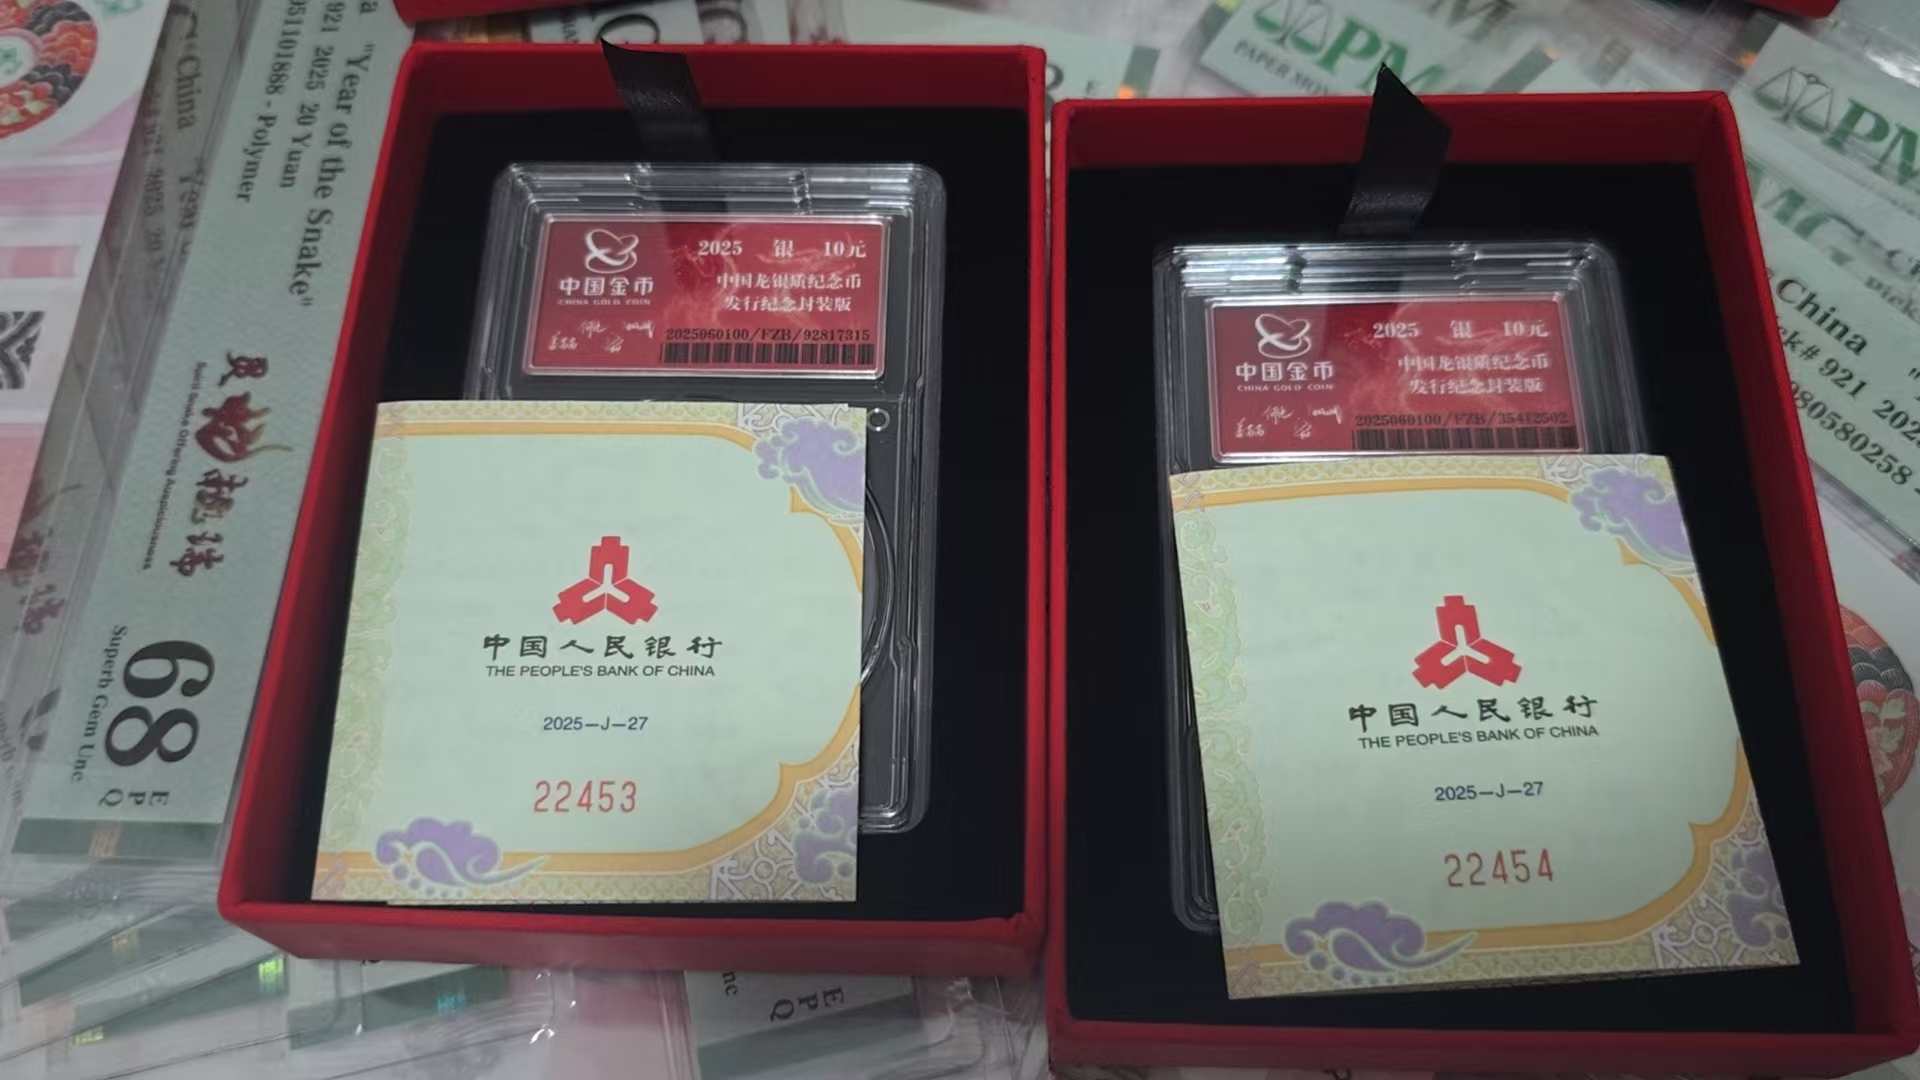 "Year of the Snake"
921 2025 20 Yuan
- Polymer
China
灵蛇献瑞
68
Superb Gem Unc
EPQ
中国金币
CHINA GOLD COIN
2025 银 10元
中国龙银质纪念币
发行纪念封装版
2025060100/FZB/92817315
中国人民银行
THE PEOPLE'S BANK OF CHINA
2025-J-27
22453
中国金币
CHINA GOLD COIN
2025 银 10元
中国龙银质纪念币
发行纪念封装版
2025060100/FZB/35412502
中国人民银行
THE PEOPLE'S BANK OF CHINA
2025-J-27
22454
China
921
EPQ